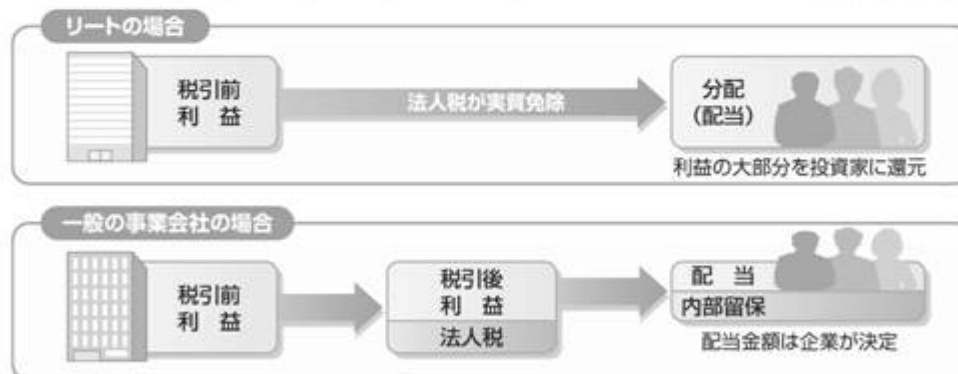 リートの場合
税引前
利 益
法人税が実質免除
分配
(配当)
利益の大部分を投資家に還元
一般の事業会社の場合
税引前
利 益
税引後
利 益
法人税
配 当
内部留保
配当金額は企業が決定